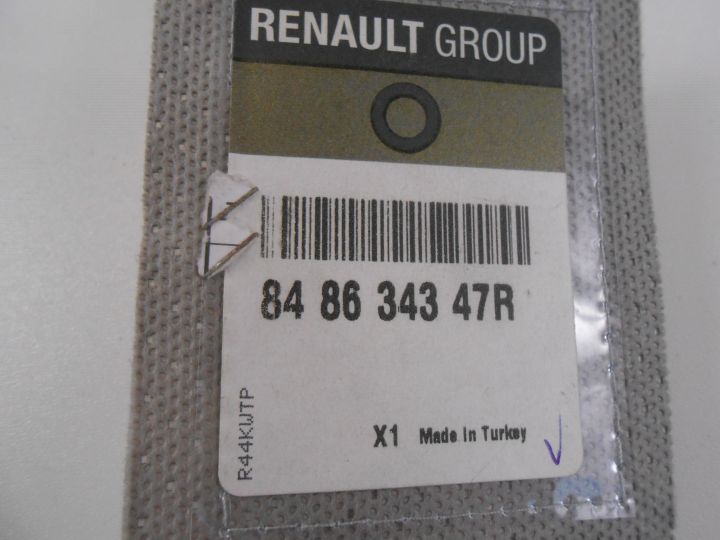 RENAULT GROUP
84 86 343 47R
R44KWTP
X1 Made In Turkey